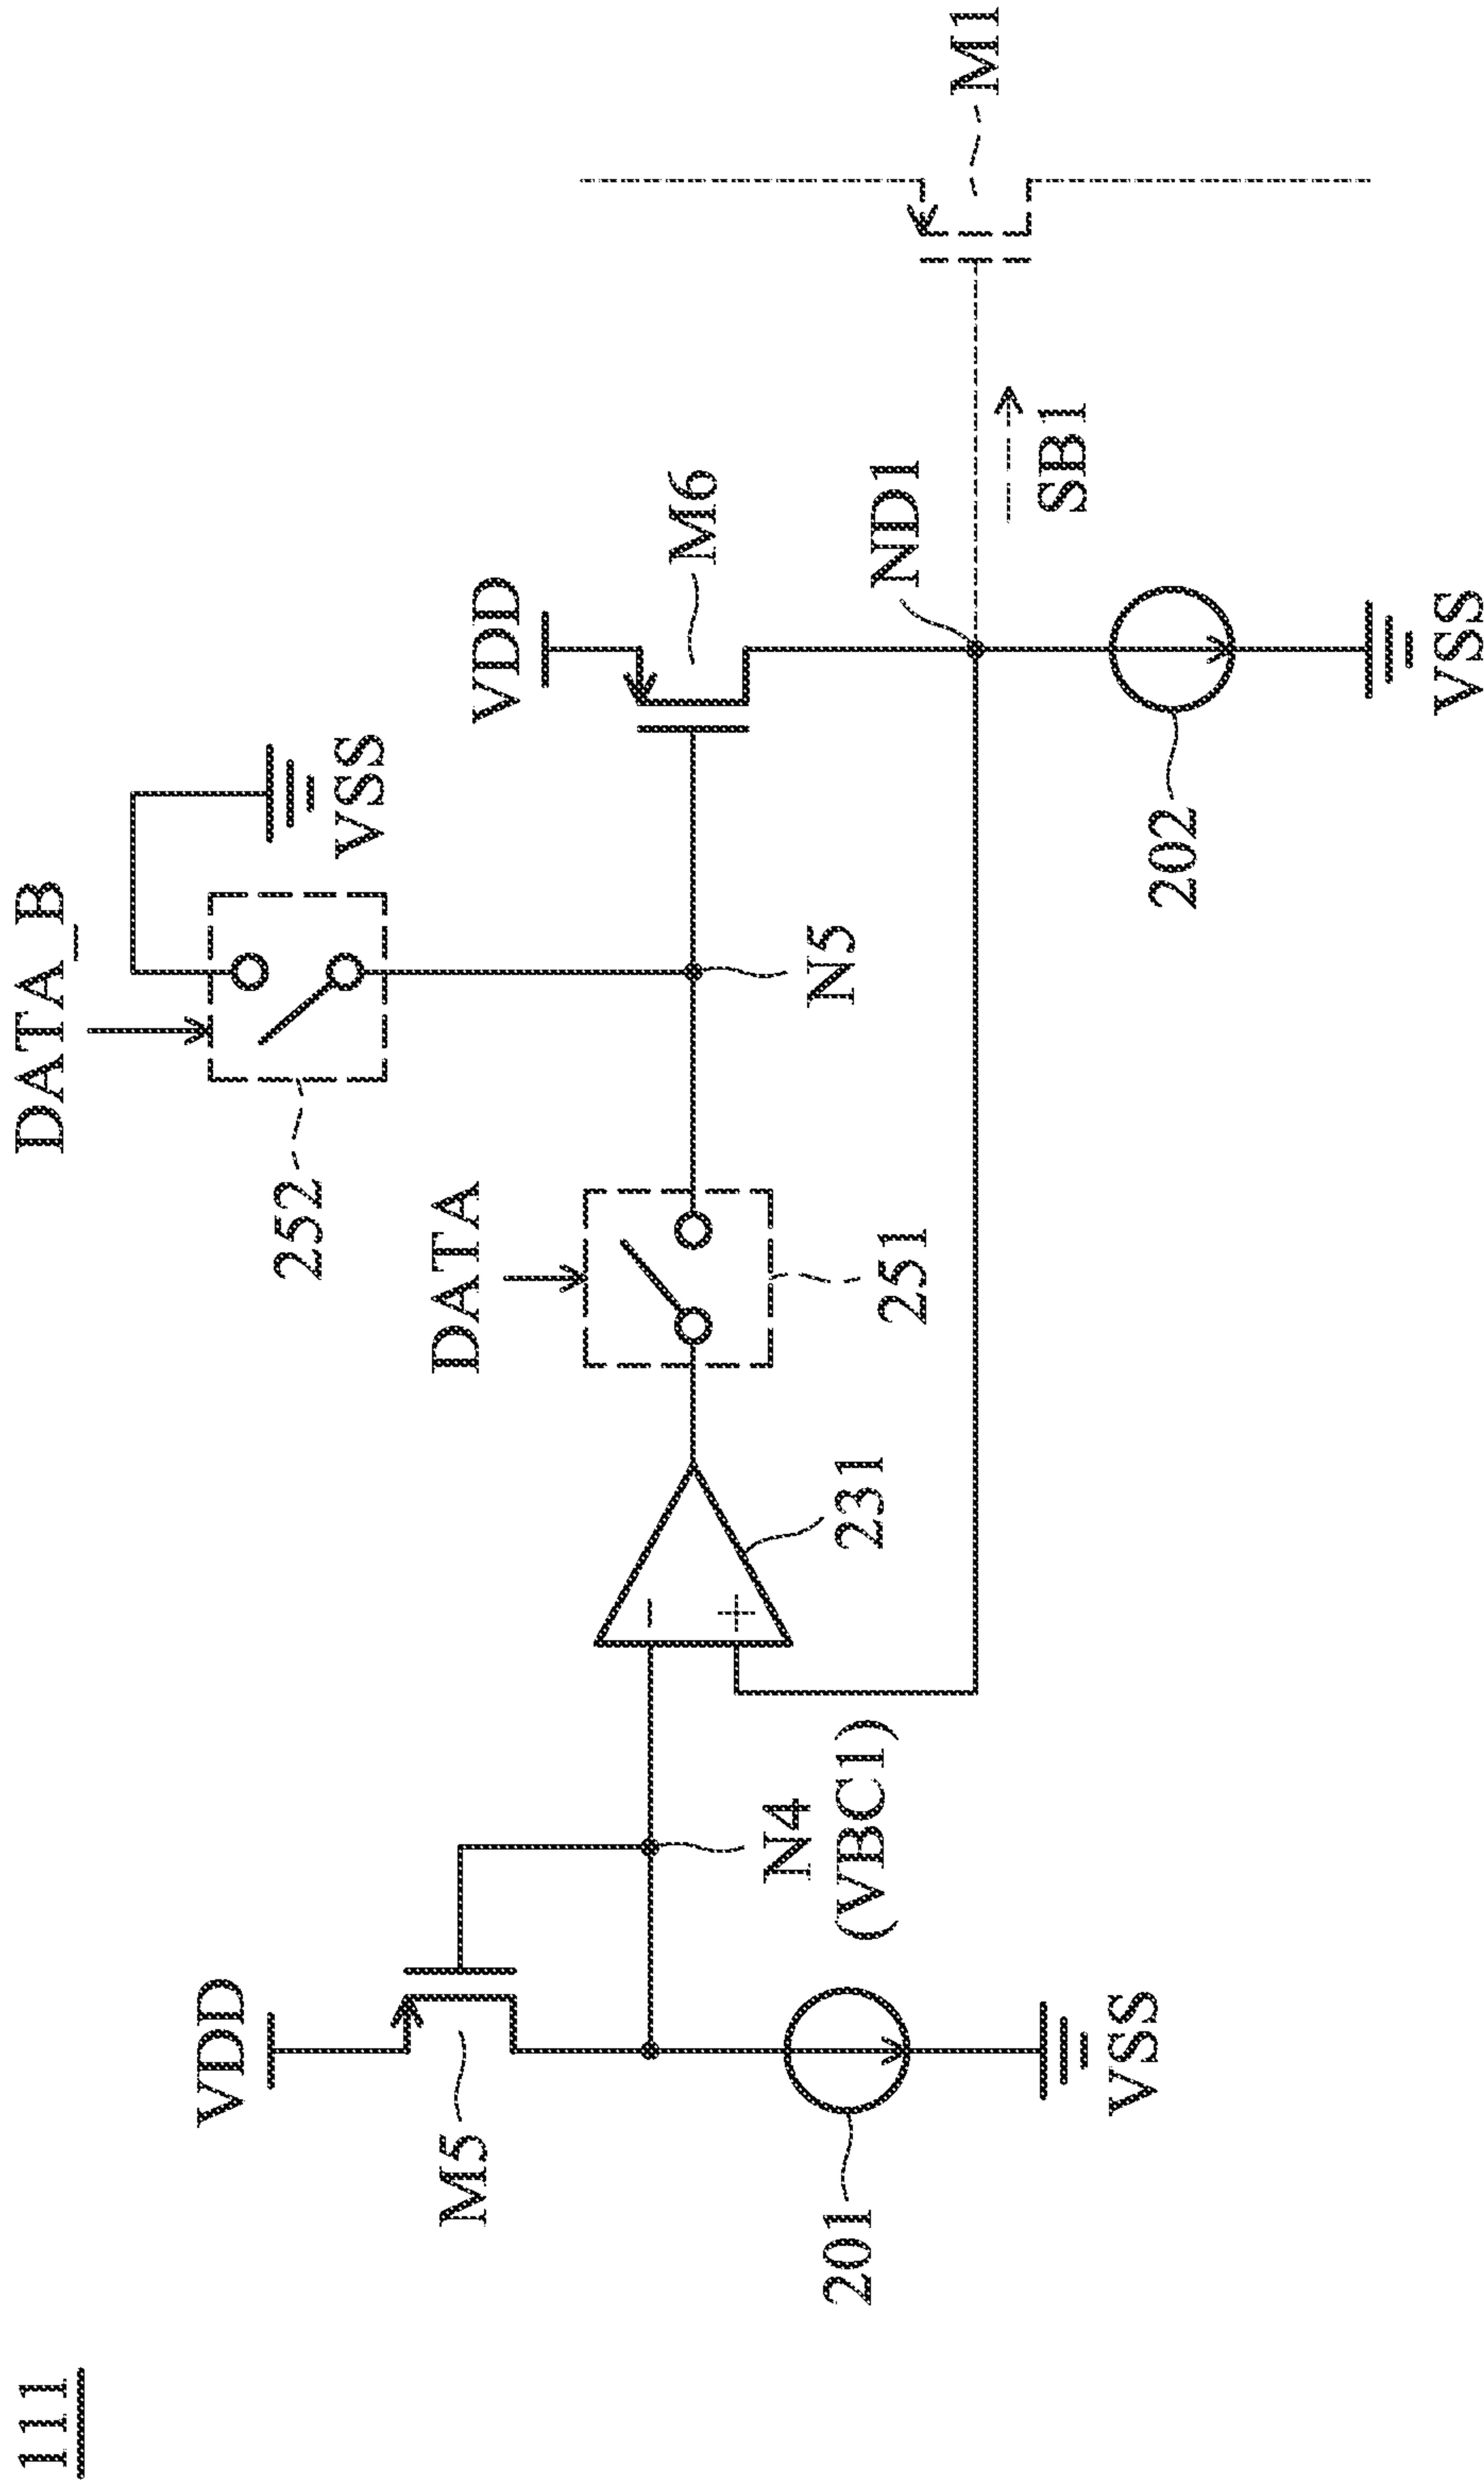 111
DATA_B
252
VSS
VDD
M5
DATA
VDD
M6
M1
251
N5
231
N4
(VBC1)
ND1
SB1
201
VSS
202
VSS